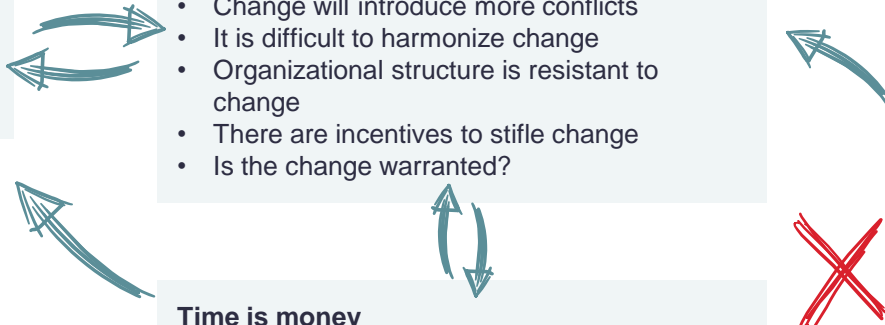 • Change will introduce more conflicts
• It is difficult to harmonize change
• Organizational structure is resistant to
change
• There are incentives to stifle change
• Is the change warranted?
Time is money